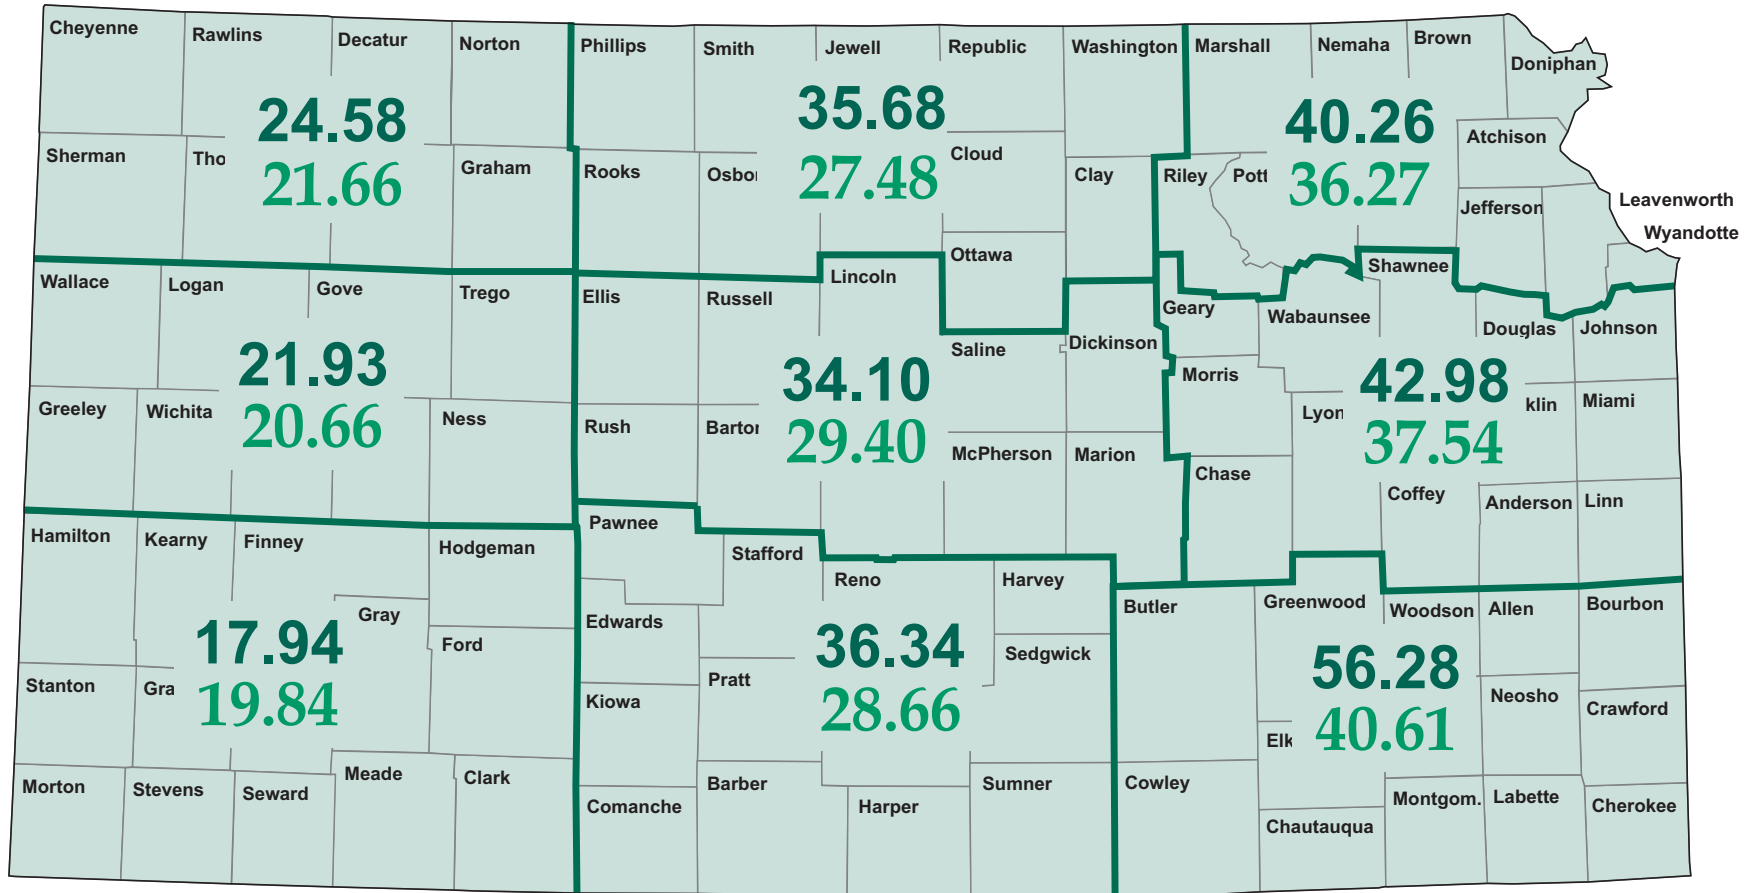 Cheyenne
Rawlins
Decatur
Norton
Phillips
Smith
Jewell
Republic
Washington
Marshall
Nemaha
Brown
Doniphan
24.58
21.66
35.68
27.48
40.26
36.27
Sherman
Tho
Graham
Rooks
Osbor
Cloud
Clay
Riley
Pott
Atchison
Jefferson
Leavenworth
Wyandotte
Ottawa
Shawnee
Wallace
Logan
Gove
Trego
Ellis
Russell
Lincoln
Saline
Dickinson
Geary
Wabaunsee
Douglas
Johnson
21.93
20.66
34.10
29.40
42.98
37.54
Greeley
Wichita
Ness
Rush
Barton
McPherson
Marion
Morris
Lyon
klin
Miami
Chase
Coffey
Anderson
Linn
Hamilton
Kearny
Finney
Hodgeman
Pawnee
Stafford
Reno
Harvey
Butler
Greenwood
Woodson
Allen
Bourbon
17.94
19.84
36.34
28.66
56.28
40.61
Gray
Ford
Edwards
Sedgwick
Stanton
Gra
Kiowa
Pratt
Elk
Neosho
Crawford
Morton
Stevens
Seward
Meade
Clark
Comanche
Barber
Harper
Sumner
Cowley
Chautauqua
Montgom.
Labette
Cherokee